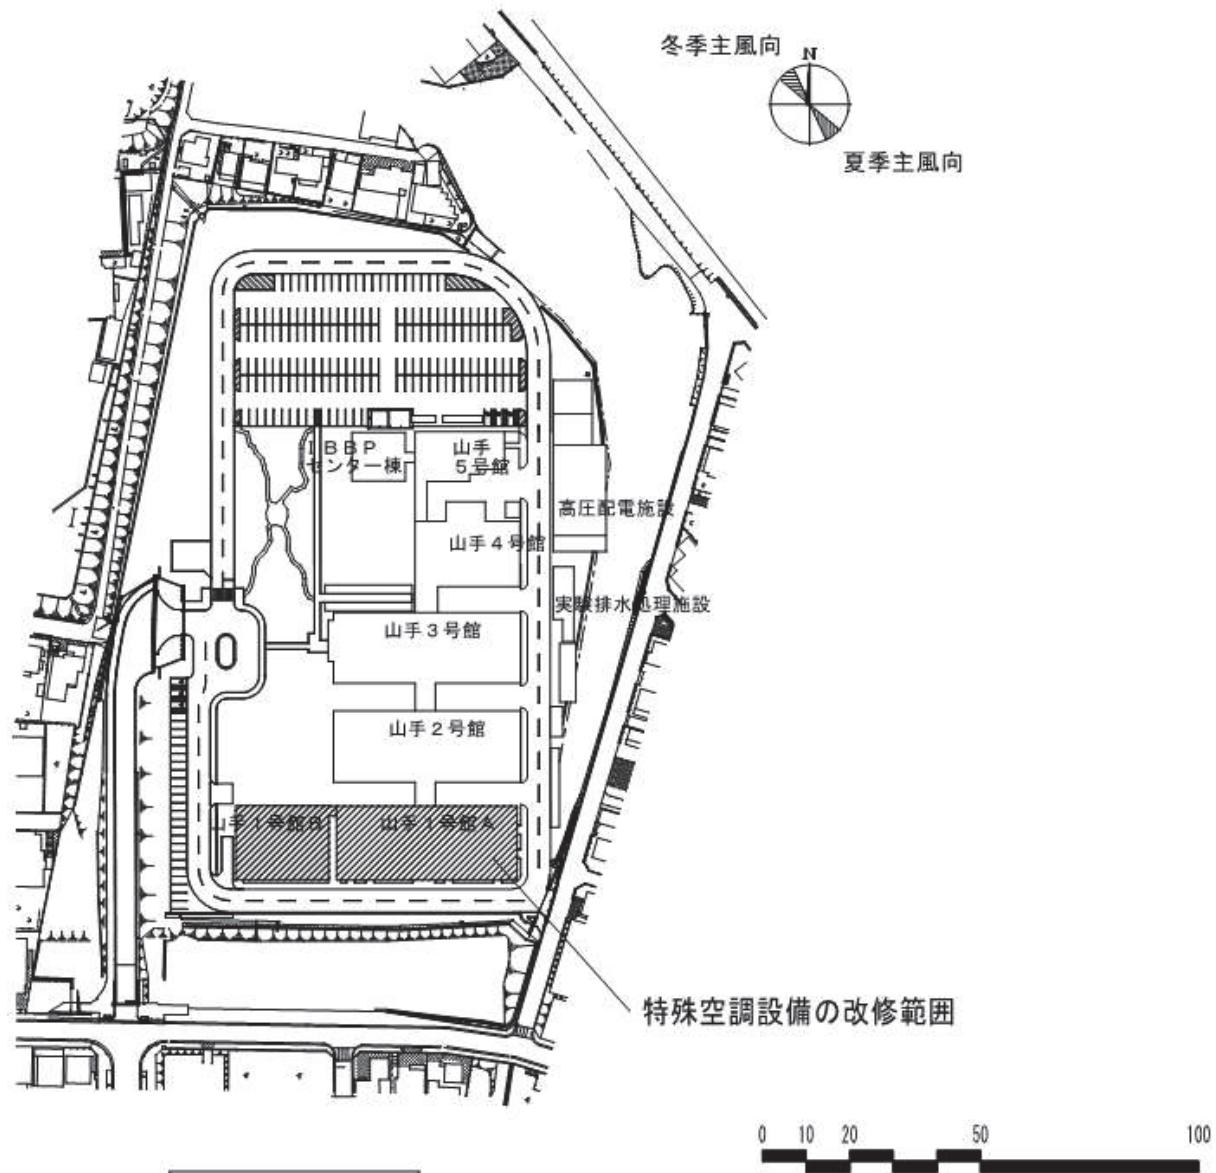 冬季主風向
N
夏季主風向
ＩＢＢＰ
センター棟
山手
５号館
高圧配電施設
山手４号館
実験排水処理施設
山手３号館
山手２号館
山手１号館Ｂ
山手１号館Ａ
特殊空調設備の改修範囲
0 10 20 50 100